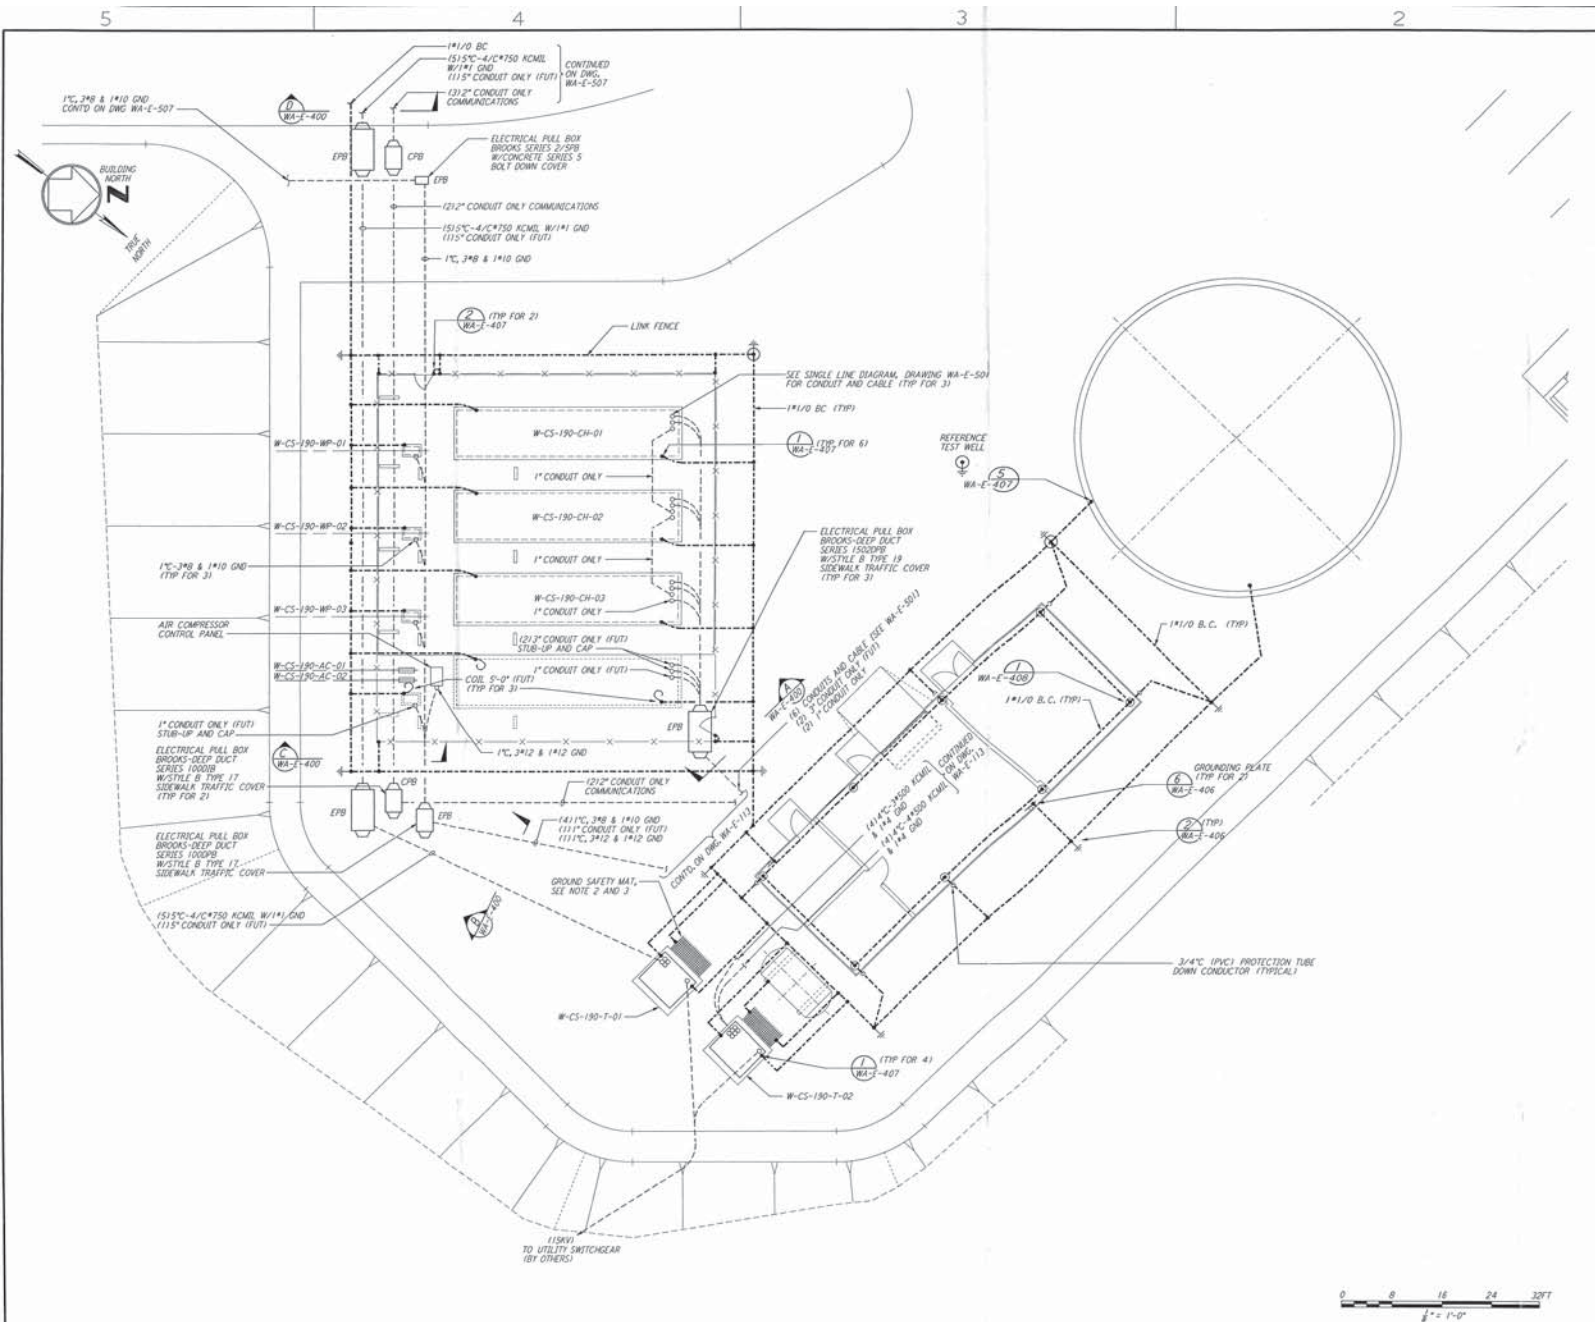 5
4
3
2
1#1/0 BC
(5)5"C-4/C#750 KCMIL
W/1#1 GND
(1)5" CONDUIT ONLY (FUT)
CONTINUED
ON DWG.
WA-E-507
(3)2" CONDUIT ONLY
COMMUNICATIONS
1"C, 3#8 & 1#10 GND
CONT'D ON DWG WA-E-507
D
WA-E-400
EPB
CPB
ELECTRICAL PULL BOX
BROOKS SERIES 2/5PB
W/CONCRETE SERIES 5
BOLT DOWN COVER
EPB
BUILDING
NORTH
N
TRUE
NORTH
(2)2" CONDUIT ONLY COMMUNICATIONS
(5)5"C-4/C#750 KCMIL W/1#1 GND
(1)5" CONDUIT ONLY (FUT)
1"C, 3#8 & 1#10 GND
2
WA-E-407
(TYP FOR 2)
LINK FENCE
SEE SINGLE LINE DIAGRAM, DRAWING WA-E-501
FOR CONDUIT AND CABLE (TYP FOR 3)
1#1/0 BC (TYP)
W-CS-190-CH-01
W-CS-190-WP-01
1
WA-E-407
(TYP FOR 6)
REFERENCE
TEST WELL
5
WA-E-407
1" CONDUIT ONLY
W-CS-190-CH-02
W-CS-190-WP-02
ELECTRICAL PULL BOX
BROOKS-DEEP DUCT
SERIES 1502DPB
W/STYLE B TYPE 19
SIDEWALK TRAFFIC COVER
(TYP FOR 3)
1" CONDUIT ONLY
1"C-3#8 & 1#10 GND
(TYP FOR 3)
W-CS-190-CH-03
1" CONDUIT ONLY
W-CS-190-WP-03
AIR COMPRESSOR
CONTROL PANEL
(2)3" CONDUIT ONLY (FUT)
STUB-UP AND CAP
W-CS-190-AC-01
W-CS-190-AC-02
1" CONDUIT ONLY (FUT)
COIL 5'-0" (FUT)
(TYP FOR 3)
A
WA-E-400
(6) CONDUITS AND CABLE (SEE WA-E-501)
(2) 3" CONDUIT ONLY (FUT)
(2) 1" CONDUIT ONLY
1#1/0 B.C. (TYP)
1
WA-E-408
1#1/0 B.C. (TYP)
1" CONDUIT ONLY (FUT)
STUB-UP AND CAP
EPB
C
WA-E-400
1"C, 3#12 & 1#12 GND
ELECTRICAL PULL BOX
BROOKS-DEEP DUCT
SERIES 100DIB
W/STYLE B TYPE 17
SIDEWALK TRAFFIC COVER
(TYP FOR 2)
CPB
EPB
EPB
(2)2" CONDUIT ONLY
COMMUNICATIONS
(4)4"C-3#500 KCMIL
& 1#4 GND
(4)4"C-4#500 KCMIL
& 1#4 GND
CONTINUED
ON DWG.
WA-E-113
GROUNDING PLATE
(TYP FOR 2)
6
WA-E-406
2
WA-E-406
(TYP)
(4)1"C, 3#8 & 1#10 GND
(1)1" CONDUIT ONLY (FUT)
(1)1"C, 3#12 & 1#12 GND
CONT'D. ON DWG. WA-E-113
ELECTRICAL PULL BOX
BROOKS-DEEP DUCT
SERIES 100DPB
W/STYLE B TYPE 17
SIDEWALK TRAFFIC COVER
GROUND SAFETY MAT,
SEE NOTE 2 AND 3
(5)5"C-4/C#750 KCMIL W/1#1 GND
(1)5" CONDUIT ONLY (FUT)
B
WA-E-400
3/4"C (PVC) PROTECTION TUBE
DOWN CONDUCTOR (TYPICAL)
W-CS-190-T-01
1
WA-E-407
(TYP FOR 4)
W-CS-190-T-02
(15KV)
TO UTILITY SWITCHGEAR
(BY OTHERS)
0 8 16 24 32FT
1/8" = 1'-0"